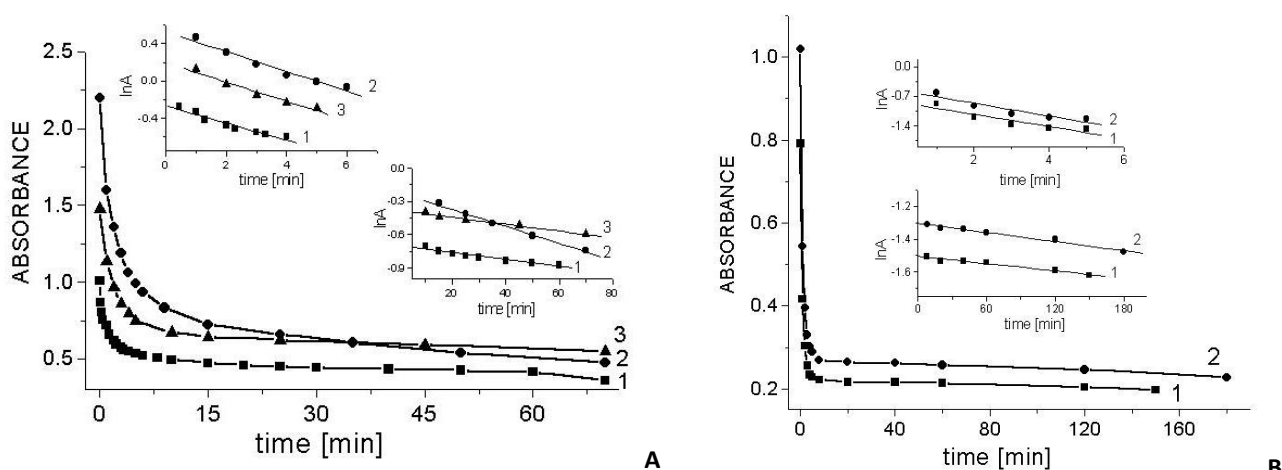 2.5
2.0
1.5
1.0
0.5
ABSORBANCE
0 15 30 45 60
time [min]
0.4
0.0
-0.4
lnA
0 2 4 6
time [min]
2
3
1
0.0
-0.3
-0.6
-0.9
lnA
20 40 60 80
time [min]
3
2
1
3
2
1
A
1.0
0.8
0.6
0.4
0.2
ABSORBANCE
0 40 80 120 160
time [min]
0.0
-0.7
-1.4
lnA
2 4 6
time [min]
2
1
-1.2
-1.4
-1.6
lnA
0 60 120 180
time [min]
2
1
2
1
B